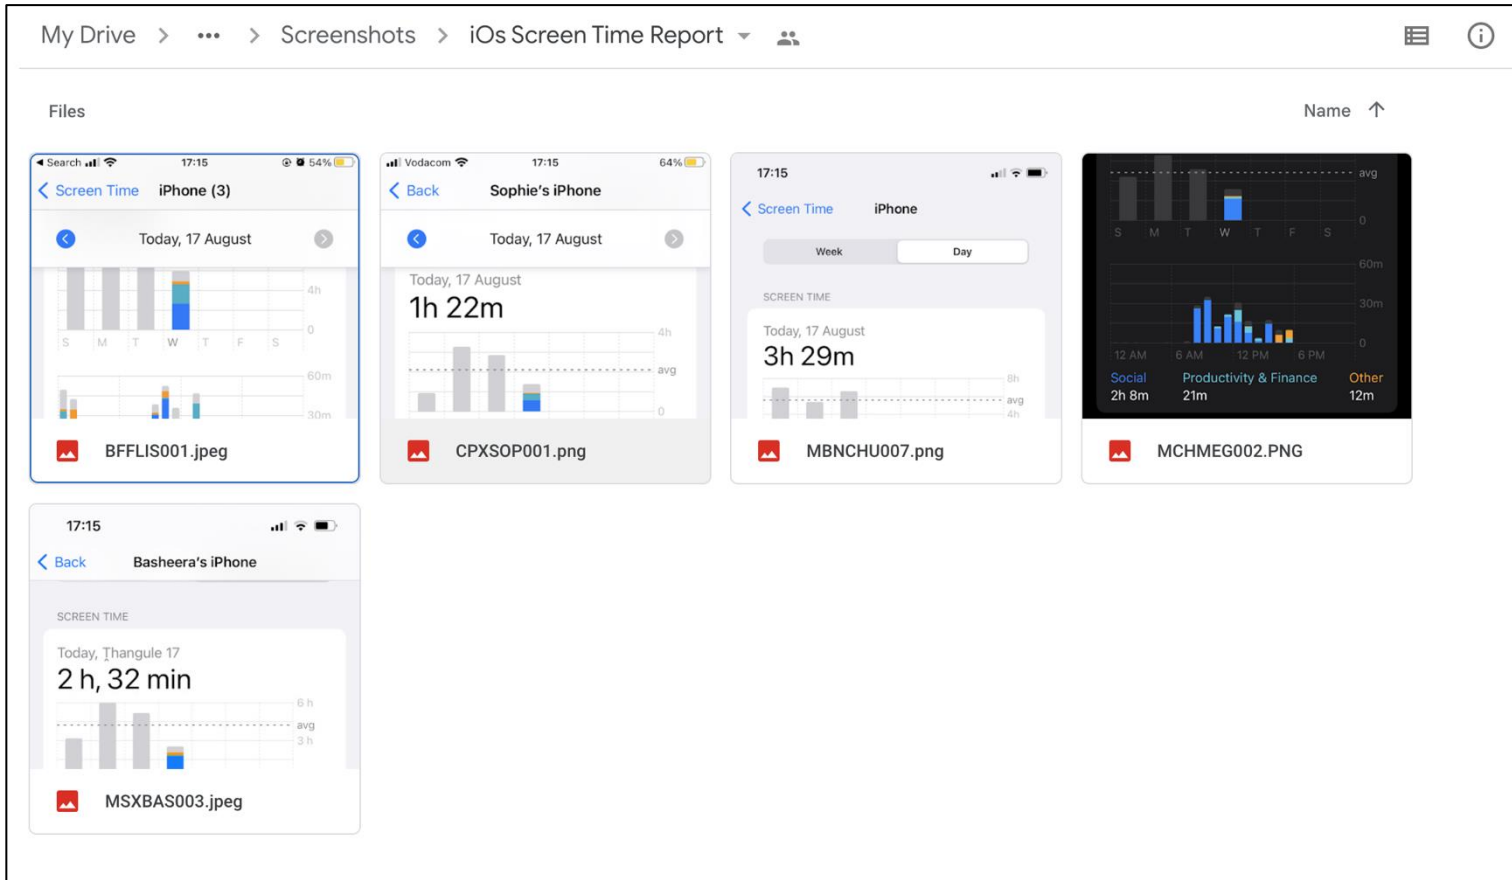 My Drive > ... > Screenshots > iOs Screen Time Report
Files
Name
Search 17:15 54%
Screen Time iPhone (3)
Today, 17 August
4h
0
S M T W T F S
60m
30m
BFFLIS001.jpeg
Vodacom 17:15 64%
Back Sophie's iPhone
Today, 17 August
Today, 17 August
1h 22m
4h
avg
0
CPXSOP001.png
17:15
Screen Time iPhone
Week Day
SCREEN TIME
Today, 17 August
3h 29m
8h
avg
4h
MBNCHU007.png
avg
0
S M T W T F S
60m
30m
0
12 AM 6 AM 12 PM 6 PM
Social Productivity & Finance Other
2h 8m 21m 12m
MCHMEG002.PNG
17:15
Back Basheera's iPhone
SCREEN TIME
Today, Ṱhangule 17
2 h, 32 min
6 h
avg
3 h
MSXBAS003.jpeg